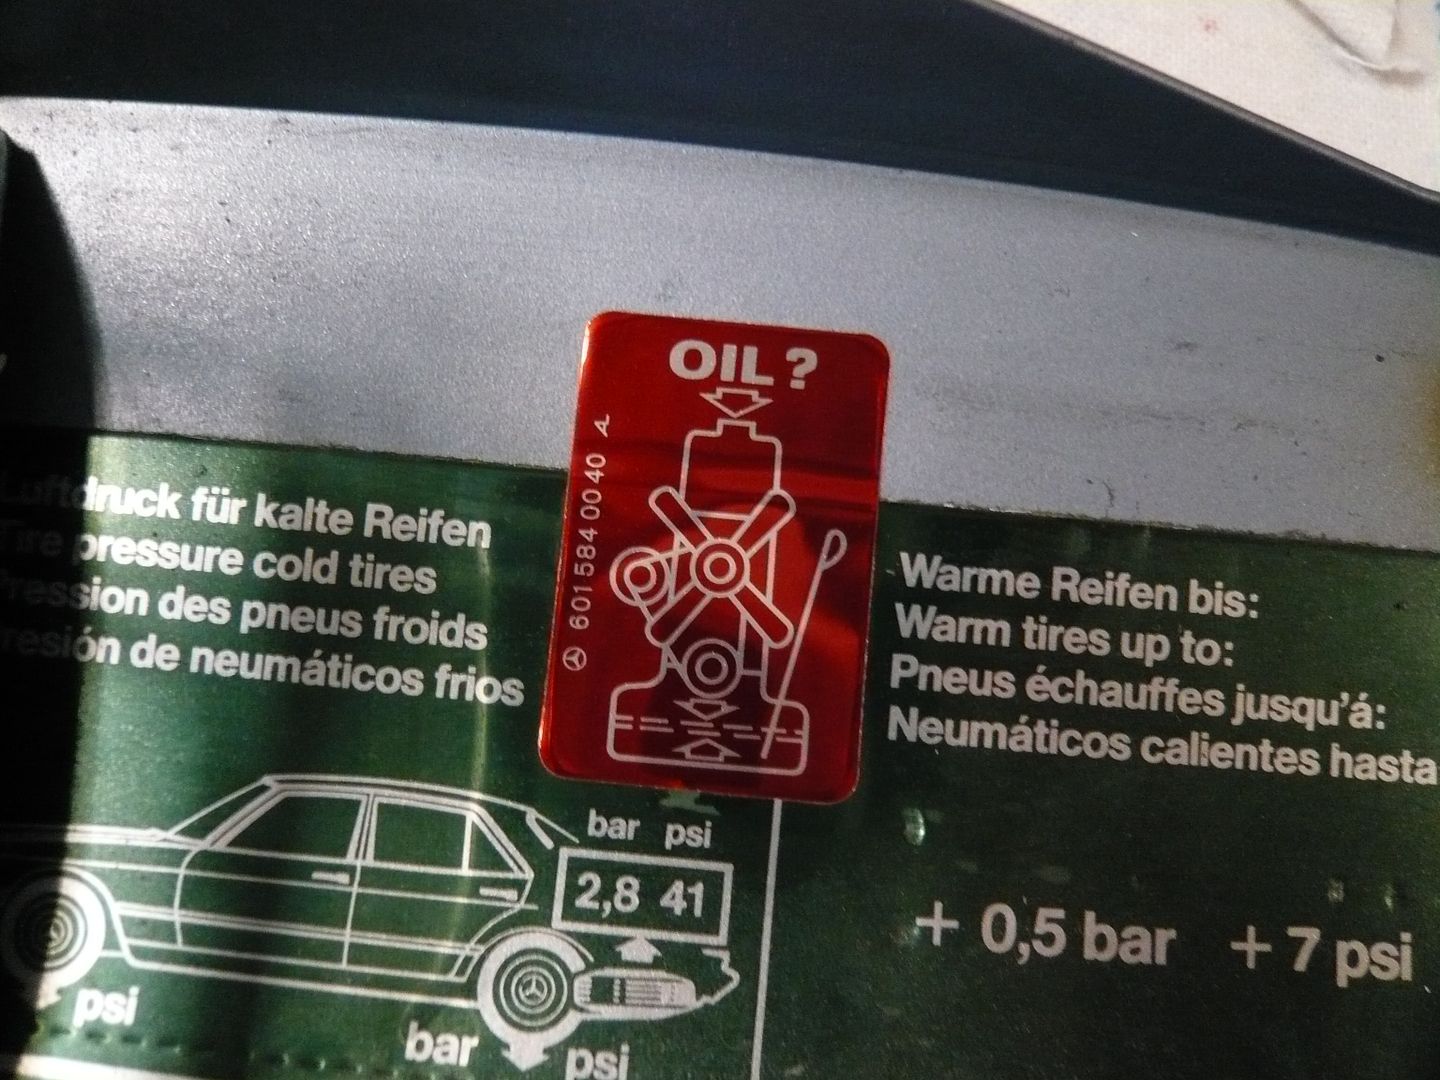 OIL ?
601 584 00 40
Luftdruck für kalte Reifen
Tire pressure cold tires
Pression des pneus froids
Presión de neumáticos frios
Warme Reifen bis:
Warm tires up to:
Pneus échauffes jusqu'á:
Neumáticos calientes hasta
bar psi
2,8 41
+ 0,5 bar + 7 psi
psi
bar psi